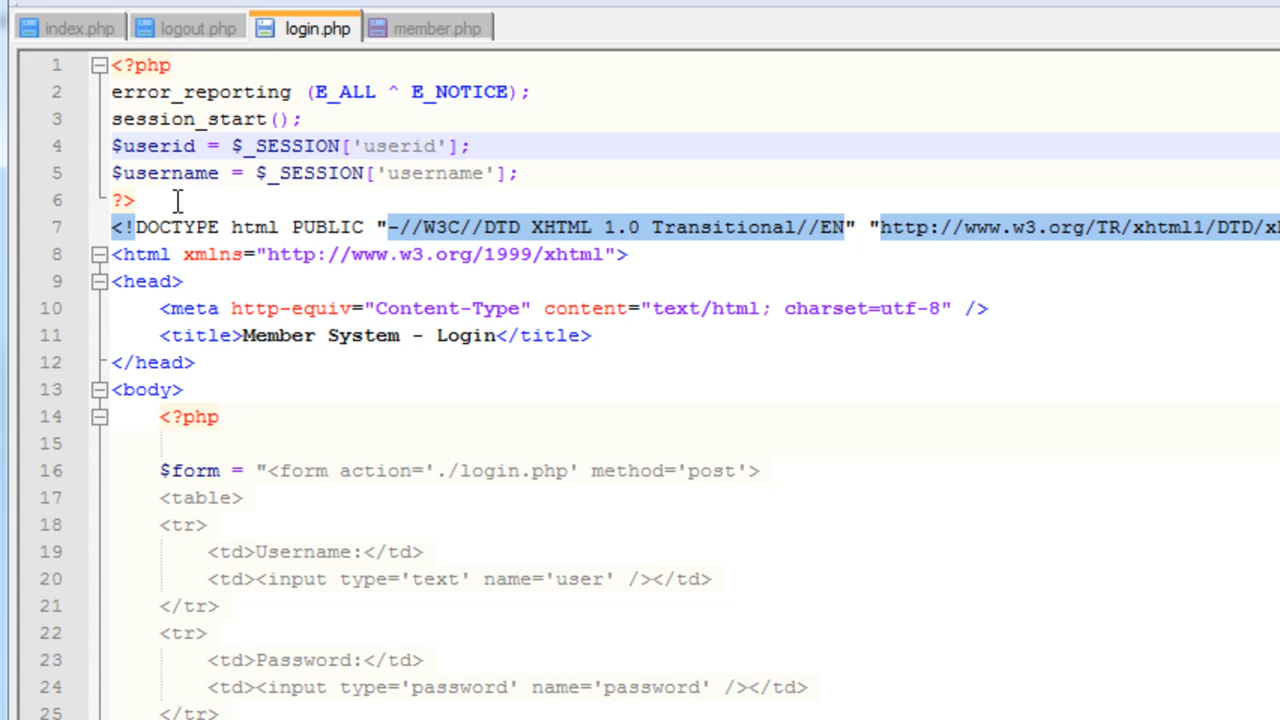 index.php logout.php login.php member.php
1 <?php
2 error_reporting (E_ALL ^ E_NOTICE);
3 session_start();
4 $userid = $_SESSION['userid'];
5 $username = $_SESSION['username'];
6 ?>
7 <!DOCTYPE html PUBLIC "-//W3C//DTD XHTML 1.0 Transitional//EN" "http://www.w3.org/TR/xhtml1/DTD/xh
8 <html xmlns="http://www.w3.org/1999/xhtml">
9 <head>
10 <meta http-equiv="Content-Type" content="text/html; charset=utf-8" />
11 <title>Member System - Login</title>
12 </head>
13 <body>
14 <?php
15
16 $form = "<form action='./login.php' method='post'>
17 <table>
18 <tr>
19 <td>Username:</td>
20 <td><input type='text' name='user' /></td>
21 </tr>
22 <tr>
23 <td>Password:</td>
24 <td><input type='password' name='password' /></td>
25 </tr>